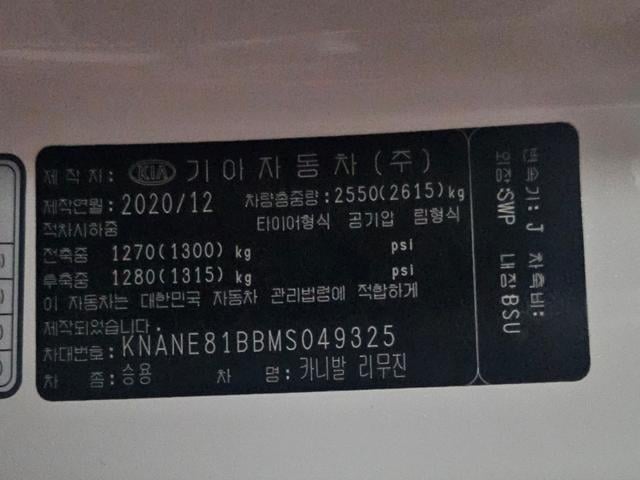 제작자: KIA 기아자동차(주)
제작연월: 2020/12 차량총중량: 2550(2615)kg
적차시하중 타이어형식 공기압 림형식
전축중 1270(1300) kg psi
후축중 1280(1315) kg psi
이 자동차는 대한민국 자동차 관리법령에 적합하게
제작되었습니다.
차대번호: KNANE81BBMS049325
차 종: 승용 차 명: 카니발 리무진
변속기: J 차축비:
외장: SWP 내장: BSU